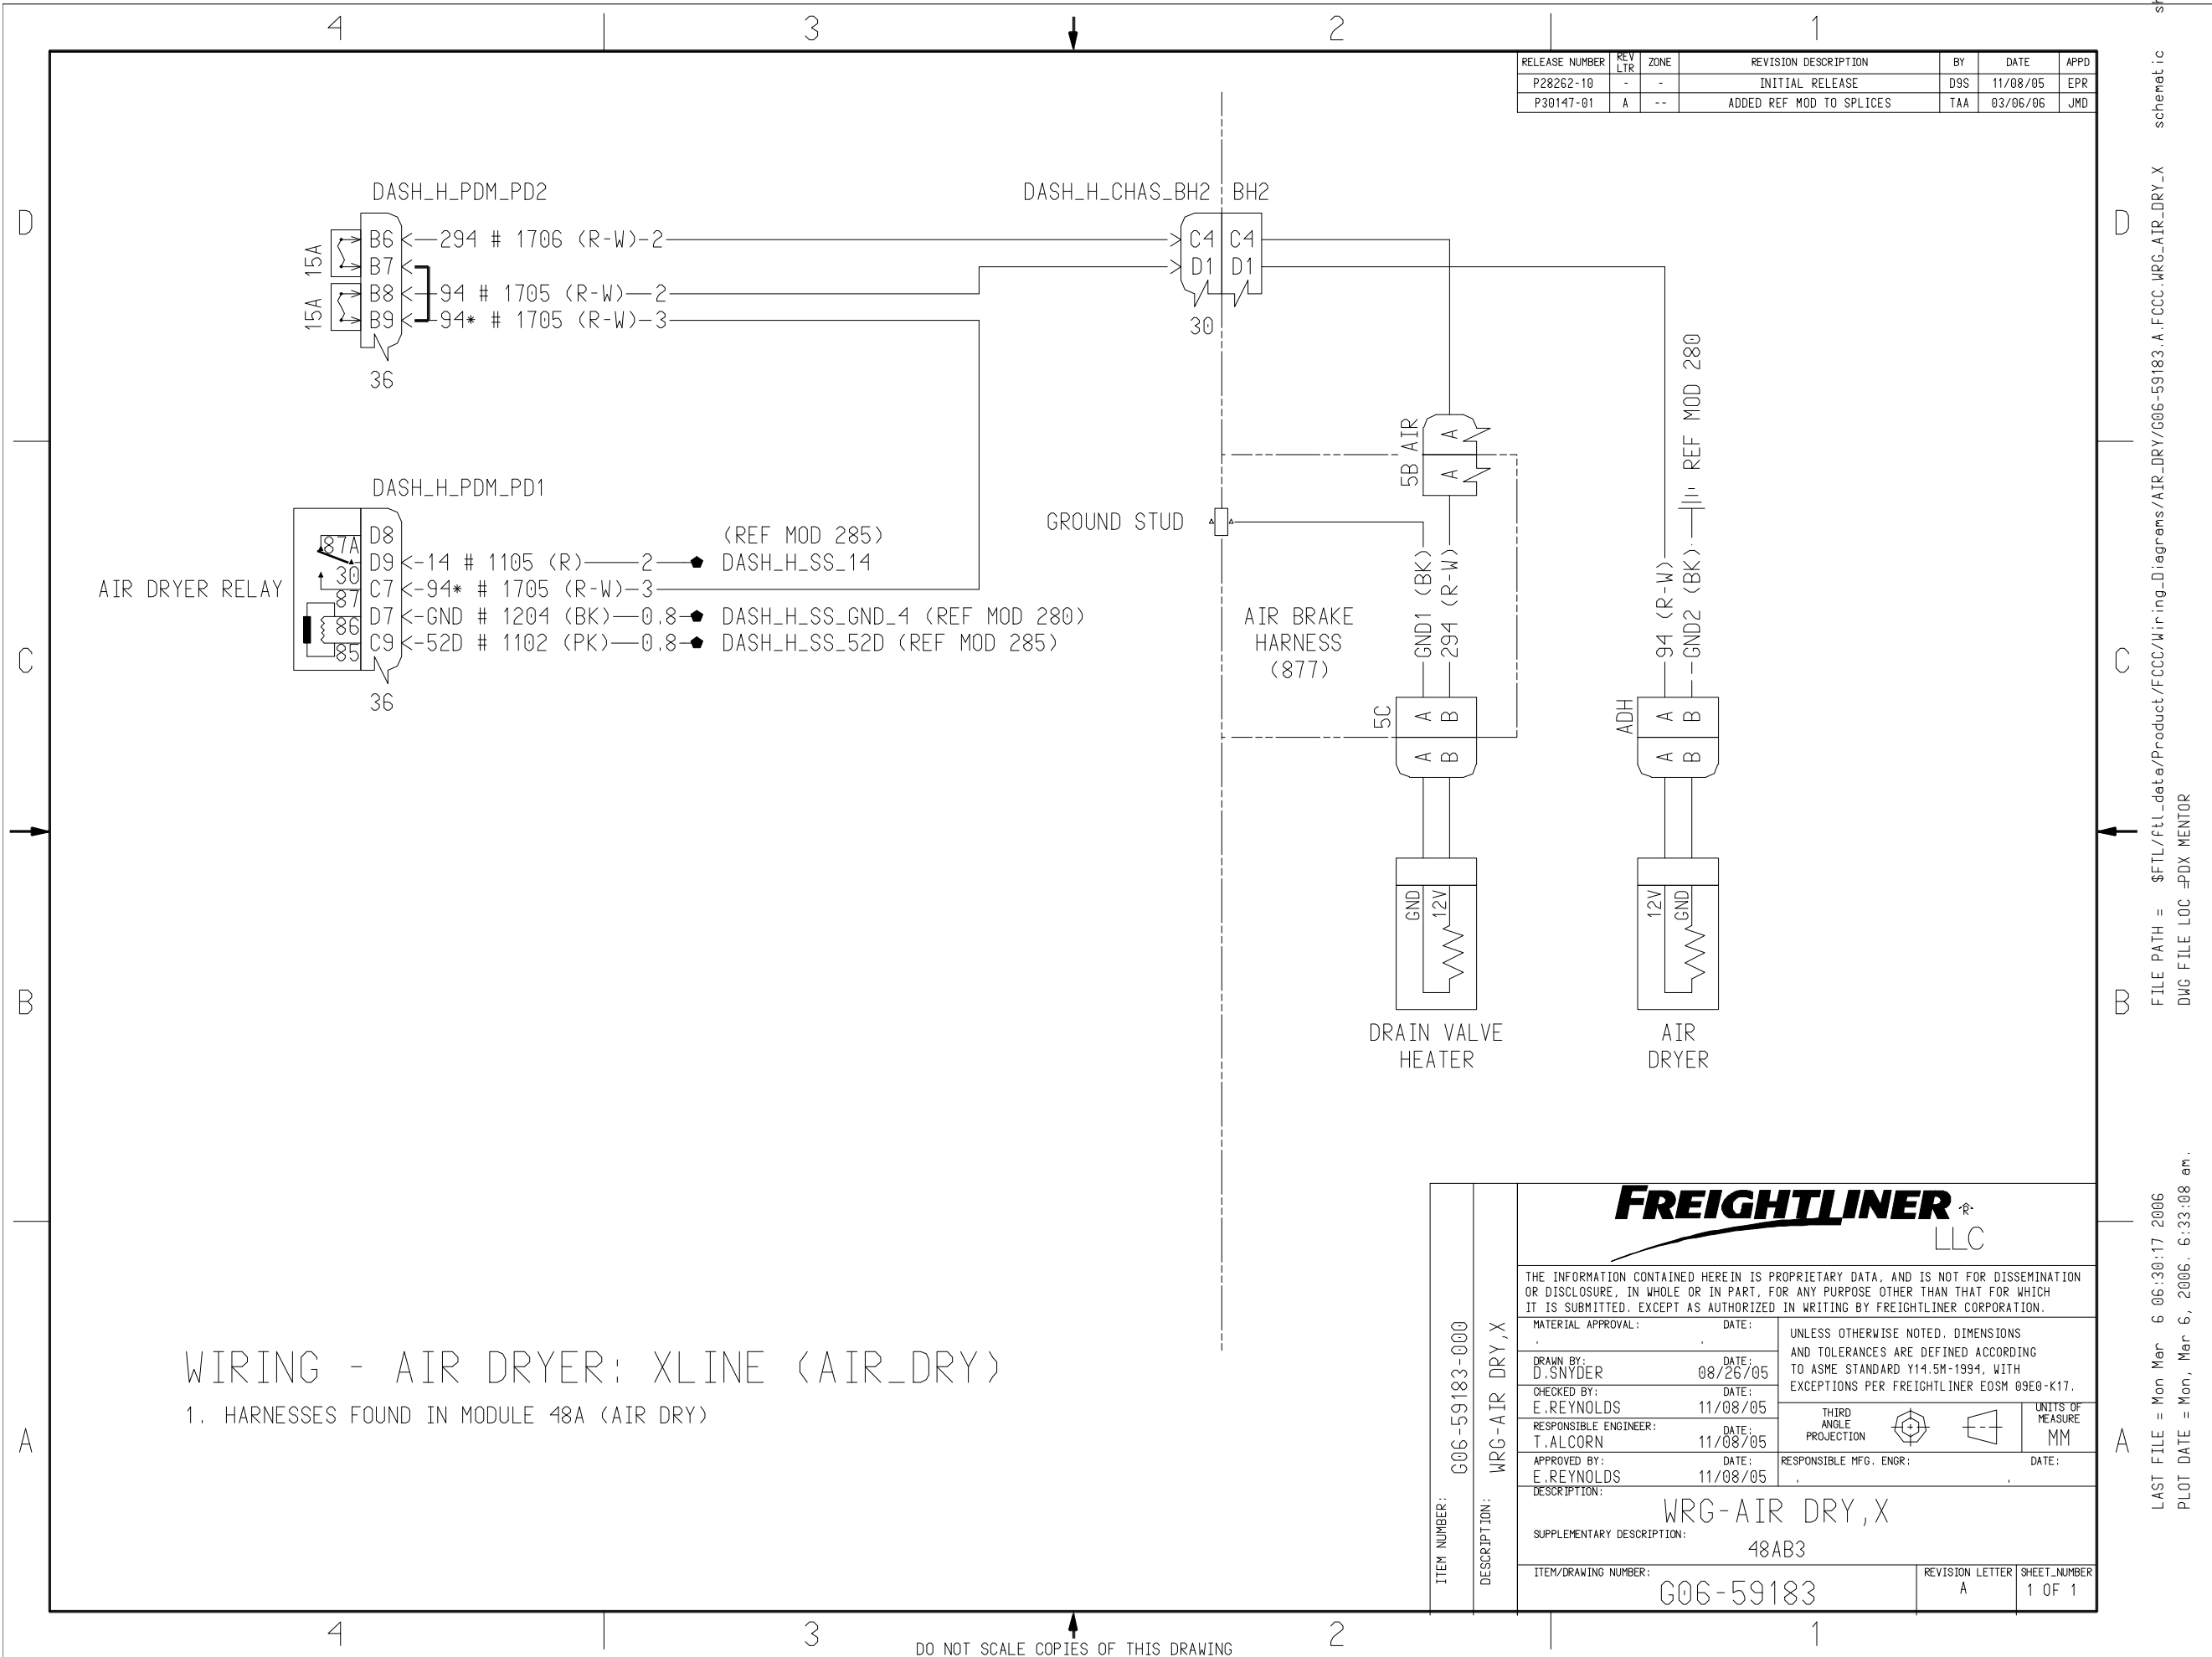 4 3 2 1
RELEASE NUMBER REV LTR ZONE REVISION DESCRIPTION BY DATE APPD
P28262-10 - - INITIAL RELEASE D9S 11/08/05 EPR
P30147-01 A -- ADDED REF MOD TO SPLICES TAA 03/06/06 JMD
DASH_H_PDM_PD2
DASH_H_CHAS_BH2 BH2
D D
15A
B6 294 # 1706 (R-W)-2 C4 C4
B7 D1 D1
15A
B8 94 # 1705 (R-W) 2
B9 94* # 1705 (R-W)-3
30
36
REF MOD 280
5B AIR
A
A
DASH_H_PDM_PD1
GROUND STUD
AIR DRYER RELAY
87A
30
87
86
85
D8 (REF MOD 285)
D9 -14 # 1105 (R) 2 DASH_H_SS_14
C7 -94* # 1705 (R-W)-3
D7 -GND # 1204 (BK) 0.8 DASH_H_SS_GND_4 (REF MOD 280)
C9 -52D # 1102 (PK) 0.8 DASH_H_SS_52D (REF MOD 285)
36
AIR BRAKE
HARNESS
(877)
GND1 (BK)
294 (R-W)
94 (R-W)
GND2 (BK)
C C
5C
A B
A B
ADH
A B
A B
GND
12V
12V
GND
B B
DRAIN VALVE
HEATER
AIR
DRYER
WIRING - AIR DRYER: XLINE (AIR_DRY)
1. HARNESSES FOUND IN MODULE 48A (AIR DRY)
A A
ITEM NUMBER: G06-59183-000
DESCRIPTION: WRG-AIR DRY,X
FREIGHTLINER ®
LLC
THE INFORMATION CONTAINED HEREIN IS PROPRIETARY DATA, AND IS NOT FOR DISSEMINATION
OR DISCLOSURE, IN WHOLE OR IN PART, FOR ANY PURPOSE OTHER THAN THAT FOR WHICH
IT IS SUBMITTED. EXCEPT AS AUTHORIZED IN WRITING BY FREIGHTLINER CORPORATION.
MATERIAL APPROVAL: DATE:
DRAWN BY: DATE:
D.SNYDER 08/26/05
CHECKED BY: DATE:
E.REYNOLDS 11/08/05
RESPONSIBLE ENGINEER: DATE:
T.ALCORN 11/08/05
APPROVED BY: DATE:
E.REYNOLDS 11/08/05
UNLESS OTHERWISE NOTED, DIMENSIONS
AND TOLERANCES ARE DEFINED ACCORDING
TO ASME STANDARD Y14.5M-1994, WITH
EXCEPTIONS PER FREIGHTLINER EOSM 09E0-K17.
THIRD
ANGLE
PROJECTION
UNITS OF
MEASURE
MM
RESPONSIBLE MFG. ENGR: DATE:
DESCRIPTION:
WRG-AIR DRY,X
SUPPLEMENTARY DESCRIPTION:
48AB3
ITEM/DRAWING NUMBER:
G06-59183
REVISION LETTER
A
SHEET_NUMBER
1 OF 1
4 3 2 1
DO NOT SCALE COPIES OF THIS DRAWING
FILE PATH = $FTL/ftl_data/Product/FCCC/Wiring_Diagrams/AIR_DRY/G06-59183.A.FCCC.WRG_AIR_DRY_X schematic
DWG FILE LOC =PDX MENTOR
LAST FILE = Mon Mar 6 06:30:17 2006
PLOT DATE = Mon, Mar 6, 2006. 6:33:08 am.